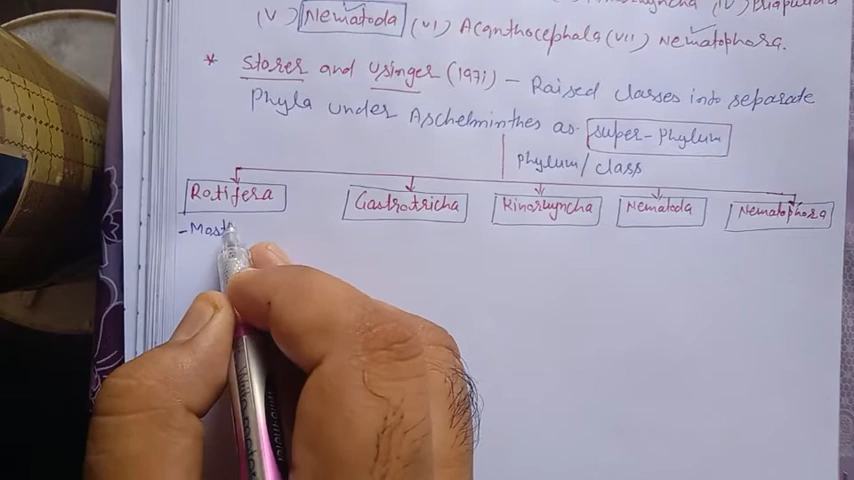 (V) Nematoda (VI) Acanthocephala (VII) Nematophora.
* Storer and Usinger (1971) - Raised classes into separate
Phyla under Aschelminthes as super-Phylum
Phylum/class
Rotifera Gastrotricha Kinorhyncha Nematoda Nematophora